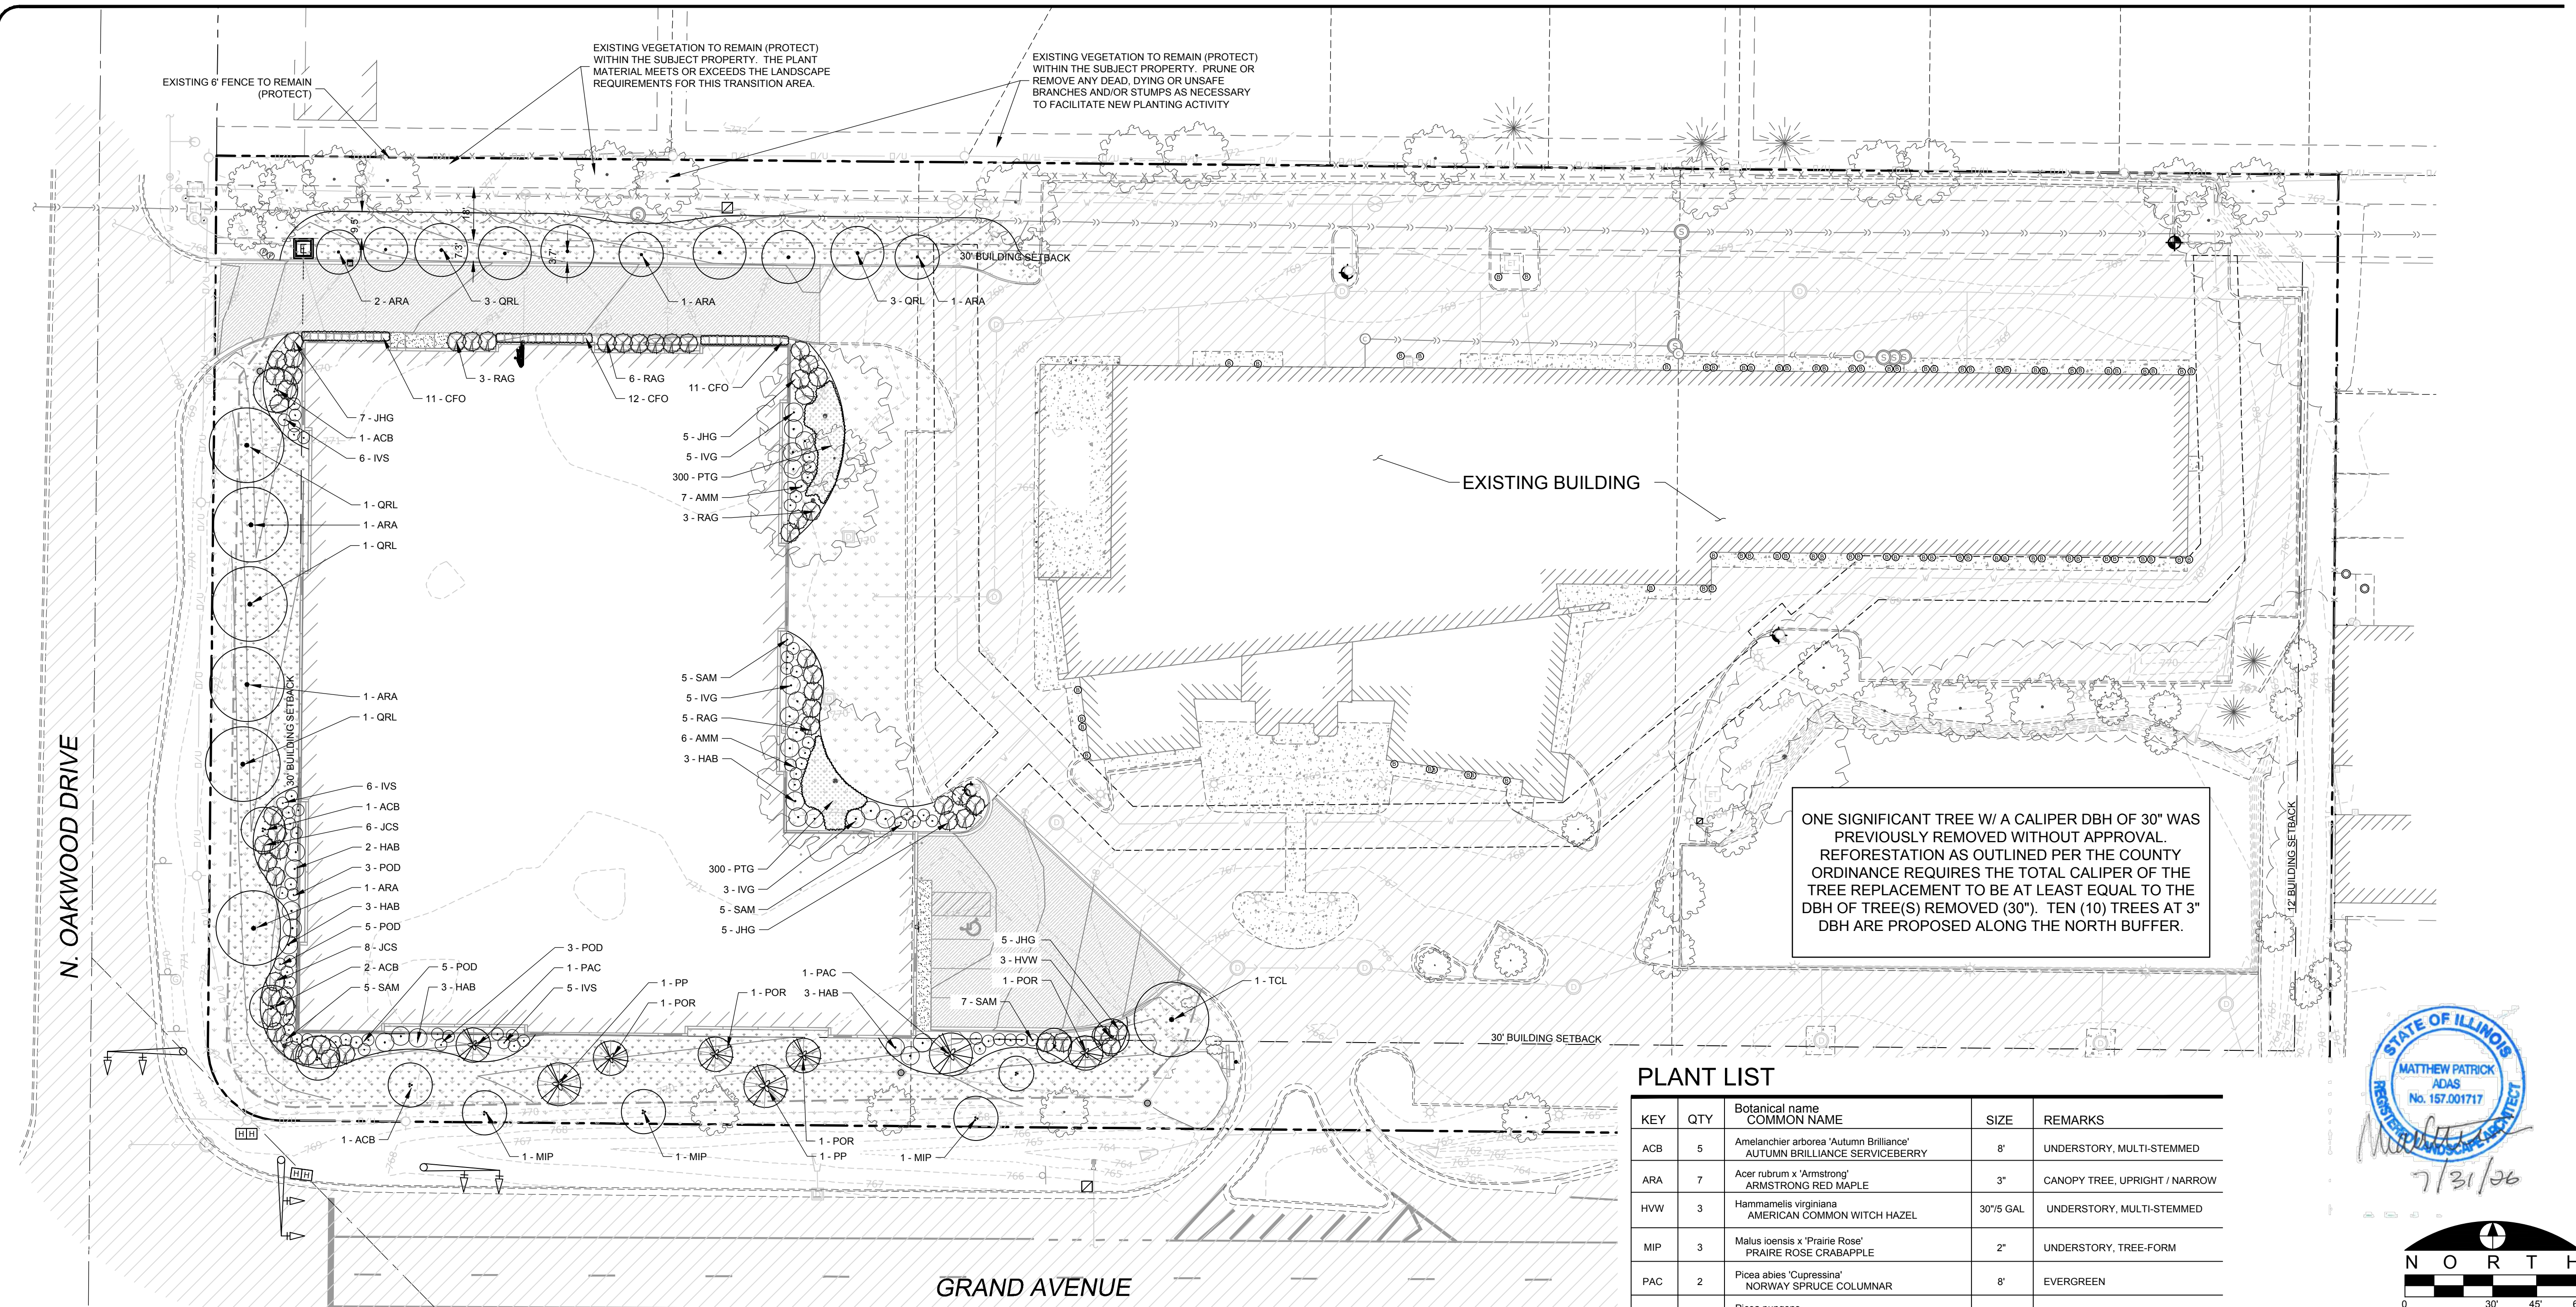 EXISTING 6' FENCE TO REMAIN
(PROTECT)
EXISTING VEGETATION TO REMAIN (PROTECT)
WITHIN THE SUBJECT PROPERTY.  THE PLANT
MATERIAL MEETS OR EXCEEDS THE LANDSCAPE
REQUIREMENTS FOR THIS TRANSITION AREA.
EXISTING VEGETATION TO REMAIN (PROTECT)
WITHIN THE SUBJECT PROPERTY.  PRUNE OR
REMOVE ANY DEAD, DYING OR UNSAFE
BRANCHES AND/OR STUMPS AS NECESSARY
TO FACILITATE NEW PLANTING ACTIVITY
9.5'
18'
7.3'
3.7'
30' BUILDING SETBACK
2 - ARA
3 - QRL
1 - ARA
3 - QRL
1 - ARA
11 - CFO
3 - RAG
6 - RAG
12 - CFO
11 - CFO
7 - JHG
1 - ACB
6 - IVS
1 - QRL
1 - ARA
1 - QRL
1 - ARA
1 - QRL
30' BUILDING SETBACK
6 - IVS
1 - ACB
6 - JCS
2 - HAB
3 - POD
1 - ARA
3 - HAB
5 - POD
8 - JCS
2 - ACB
5 - SAM
5 - JHG
5 - IVG
300 - PTG
7 - AMM
3 - RAG
5 - SAM
5 - IVG
5 - RAG
6 - AMM
3 - HAB
300 - PTG
3 - IVG
5 - SAM
5 - JHG
5 - POD
3 - HAB
3 - POD
1 - PAC
5 - IVS
1 - PP
1 - POR
1 - POR
1 - PAC
3 - HAB
7 - SAM
5 - JHG
3 - HVW
1 - POR
1 - TCL
1 - ACB
1 - MIP
1 - MIP
1 - POR
1 - PP
1 - MIP
EXISTING BUILDING
N. OAKWOOD DRIVE
GRAND AVENUE
30' BUILDING SETBACK
12' BUILDING SETBACK
ONE SIGNIFICANT TREE W/ A CALIPER DBH OF 30" WAS
PREVIOUSLY REMOVED WITHOUT APPROVAL.
REFORESTATION AS OUTLINED PER THE COUNTY
ORDINANCE REQUIRES THE TOTAL CALIPER OF THE
TREE REPLACEMENT TO BE AT LEAST EQUAL TO THE
DBH OF TREE(S) REMOVED (30").  TEN (10) TREES AT 3"
DBH ARE PROPOSED ALONG THE NORTH BUFFER.
PLANT LIST
KEY QTY Botanical name COMMON NAME SIZE REMARKS
ACB 5 Amelanchier arborea 'Autumn Brilliance' AUTUMN BRILLIANCE SERVICEBERRY 8' UNDERSTORY, MULTI-STEMMED
ARA 7 Acer rubrum x 'Armstrong' ARMSTRONG RED MAPLE 3" CANOPY TREE, UPRIGHT / NARROW
HVW 3 Hammamelis virginiana AMERICAN COMMON WITCH HAZEL 30"/5 GAL UNDERSTORY, MULTI-STEMMED
MIP 3 Malus ioensis x 'Prairie Rose' PRAIRE ROSE CRABAPPLE 2" UNDERSTORY, TREE-FORM
PAC 2 Picea abies 'Cupressina' NORWAY SPRUCE COLUMNAR 8' EVERGREEN
STATE OF ILLINOIS
MATTHEW PATRICK
ADAS
No. 157.001717
REGISTERED LANDSCAPE ARCHITECT
7/31/26
NORTH
0 30' 45'